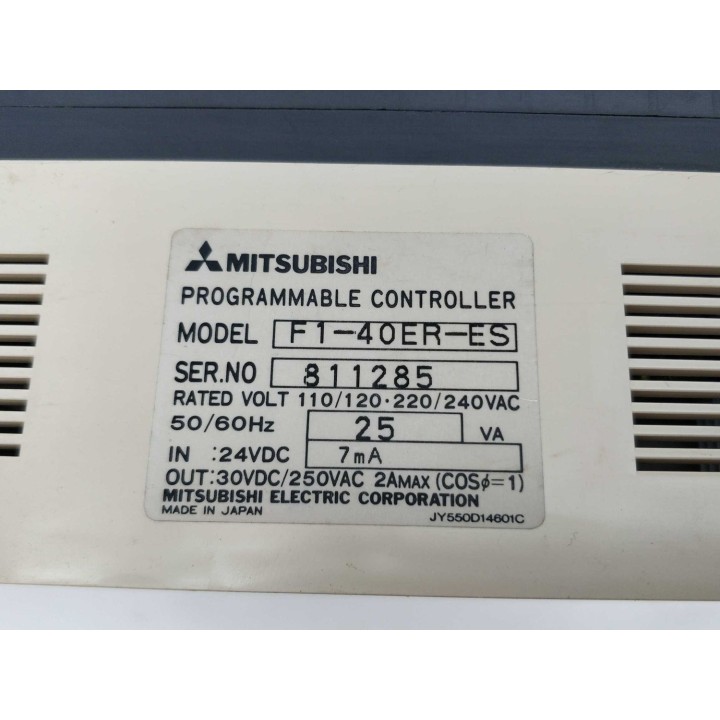 MITSUBISHI
PROGRAMMABLE CONTROLLER
MODEL F1-40ER-ES
SER.NO 811285
RATED VOLT 110/120·220/240VAC
50/60Hz 25 VA
IN :24VDC 7mA
OUT:30VDC/250VAC 2AMAX (COSφ=1)
MITSUBISHI ELECTRIC CORPORATION
MADE IN JAPAN JY550D14601C